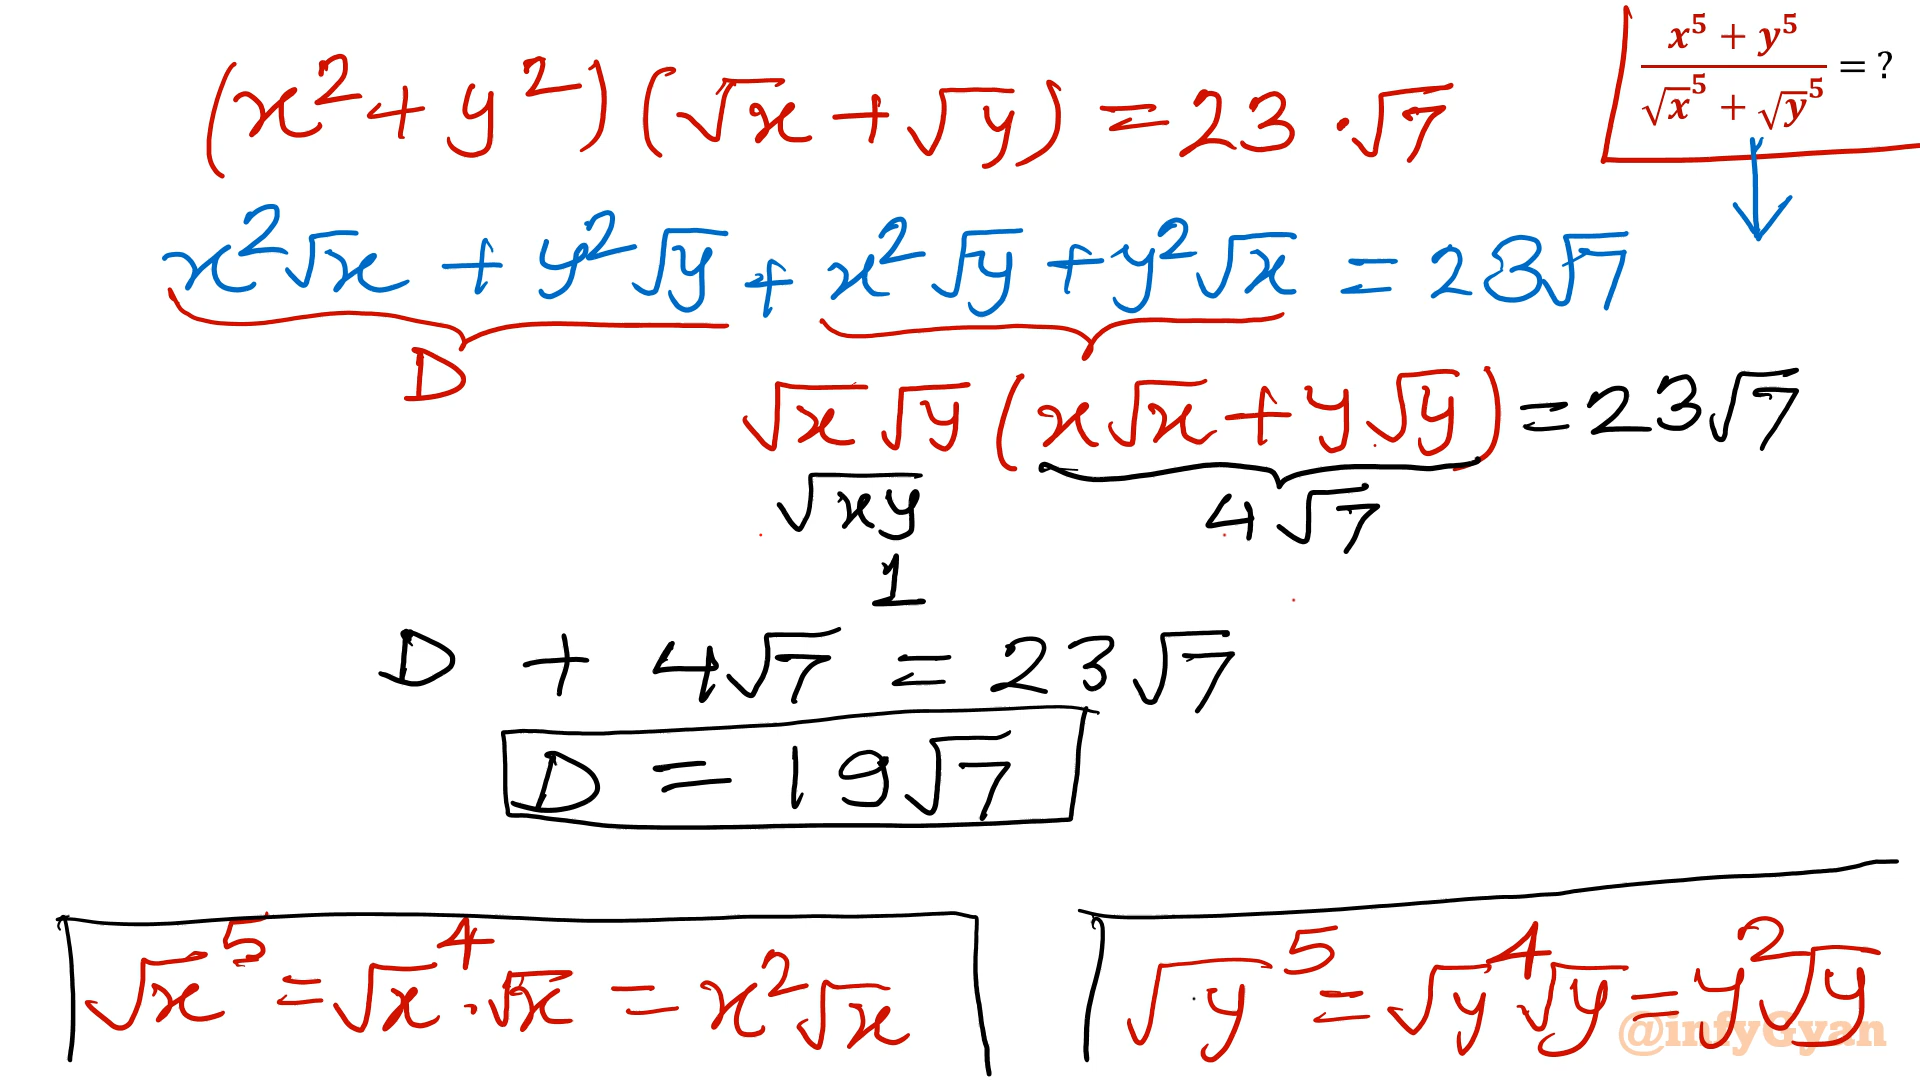 (x² + y²)(√x + √y) = 23 · √7
x⁵ + y⁵ / √x⁵ + √y⁵ = ?
x²√x + y²√y + x²√y + y²√x = 23√7
D
√x √y (x√x + y√y) = 23√7
√xy 4√7
1
D + 4√7 = 23√7
D = 19√7
√x⁵ = √x⁴ · √x = x²√x
√y⁵ = √y⁴ √y = y²√y
@infyGyan